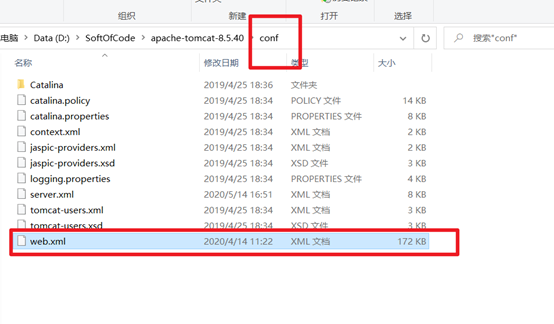 组织 新建 打开 选择
电脑 › Data (D:) › SoftOfCode › apache-tomcat-8.5.40 › conf 搜索"conf"
名称 修改日期 类型 大小
Catalina 2019/4/25 18:36 文件夹
catalina.policy 2019/4/25 18:34 POLICY 文件 14 KB
catalina.properties 2019/4/25 18:34 PROPERTIES 文件 8 KB
context.xml 2019/4/25 18:34 XML 文档 2 KB
jaspic-providers.xml 2019/4/25 18:34 XML 文档 2 KB
jaspic-providers.xsd 2019/4/25 18:34 XSD 文件 3 KB
logging.properties 2019/4/25 18:34 PROPERTIES 文件 4 KB
server.xml 2020/5/14 16:51 XML 文档 8 KB
tomcat-users.xml 2019/4/25 18:34 XML 文档 3 KB
tomcat-users.xsd 2019/4/25 18:34 XSD 文件 3 KB
web.xml 2020/4/14 11:22 XML 文档 172 KB